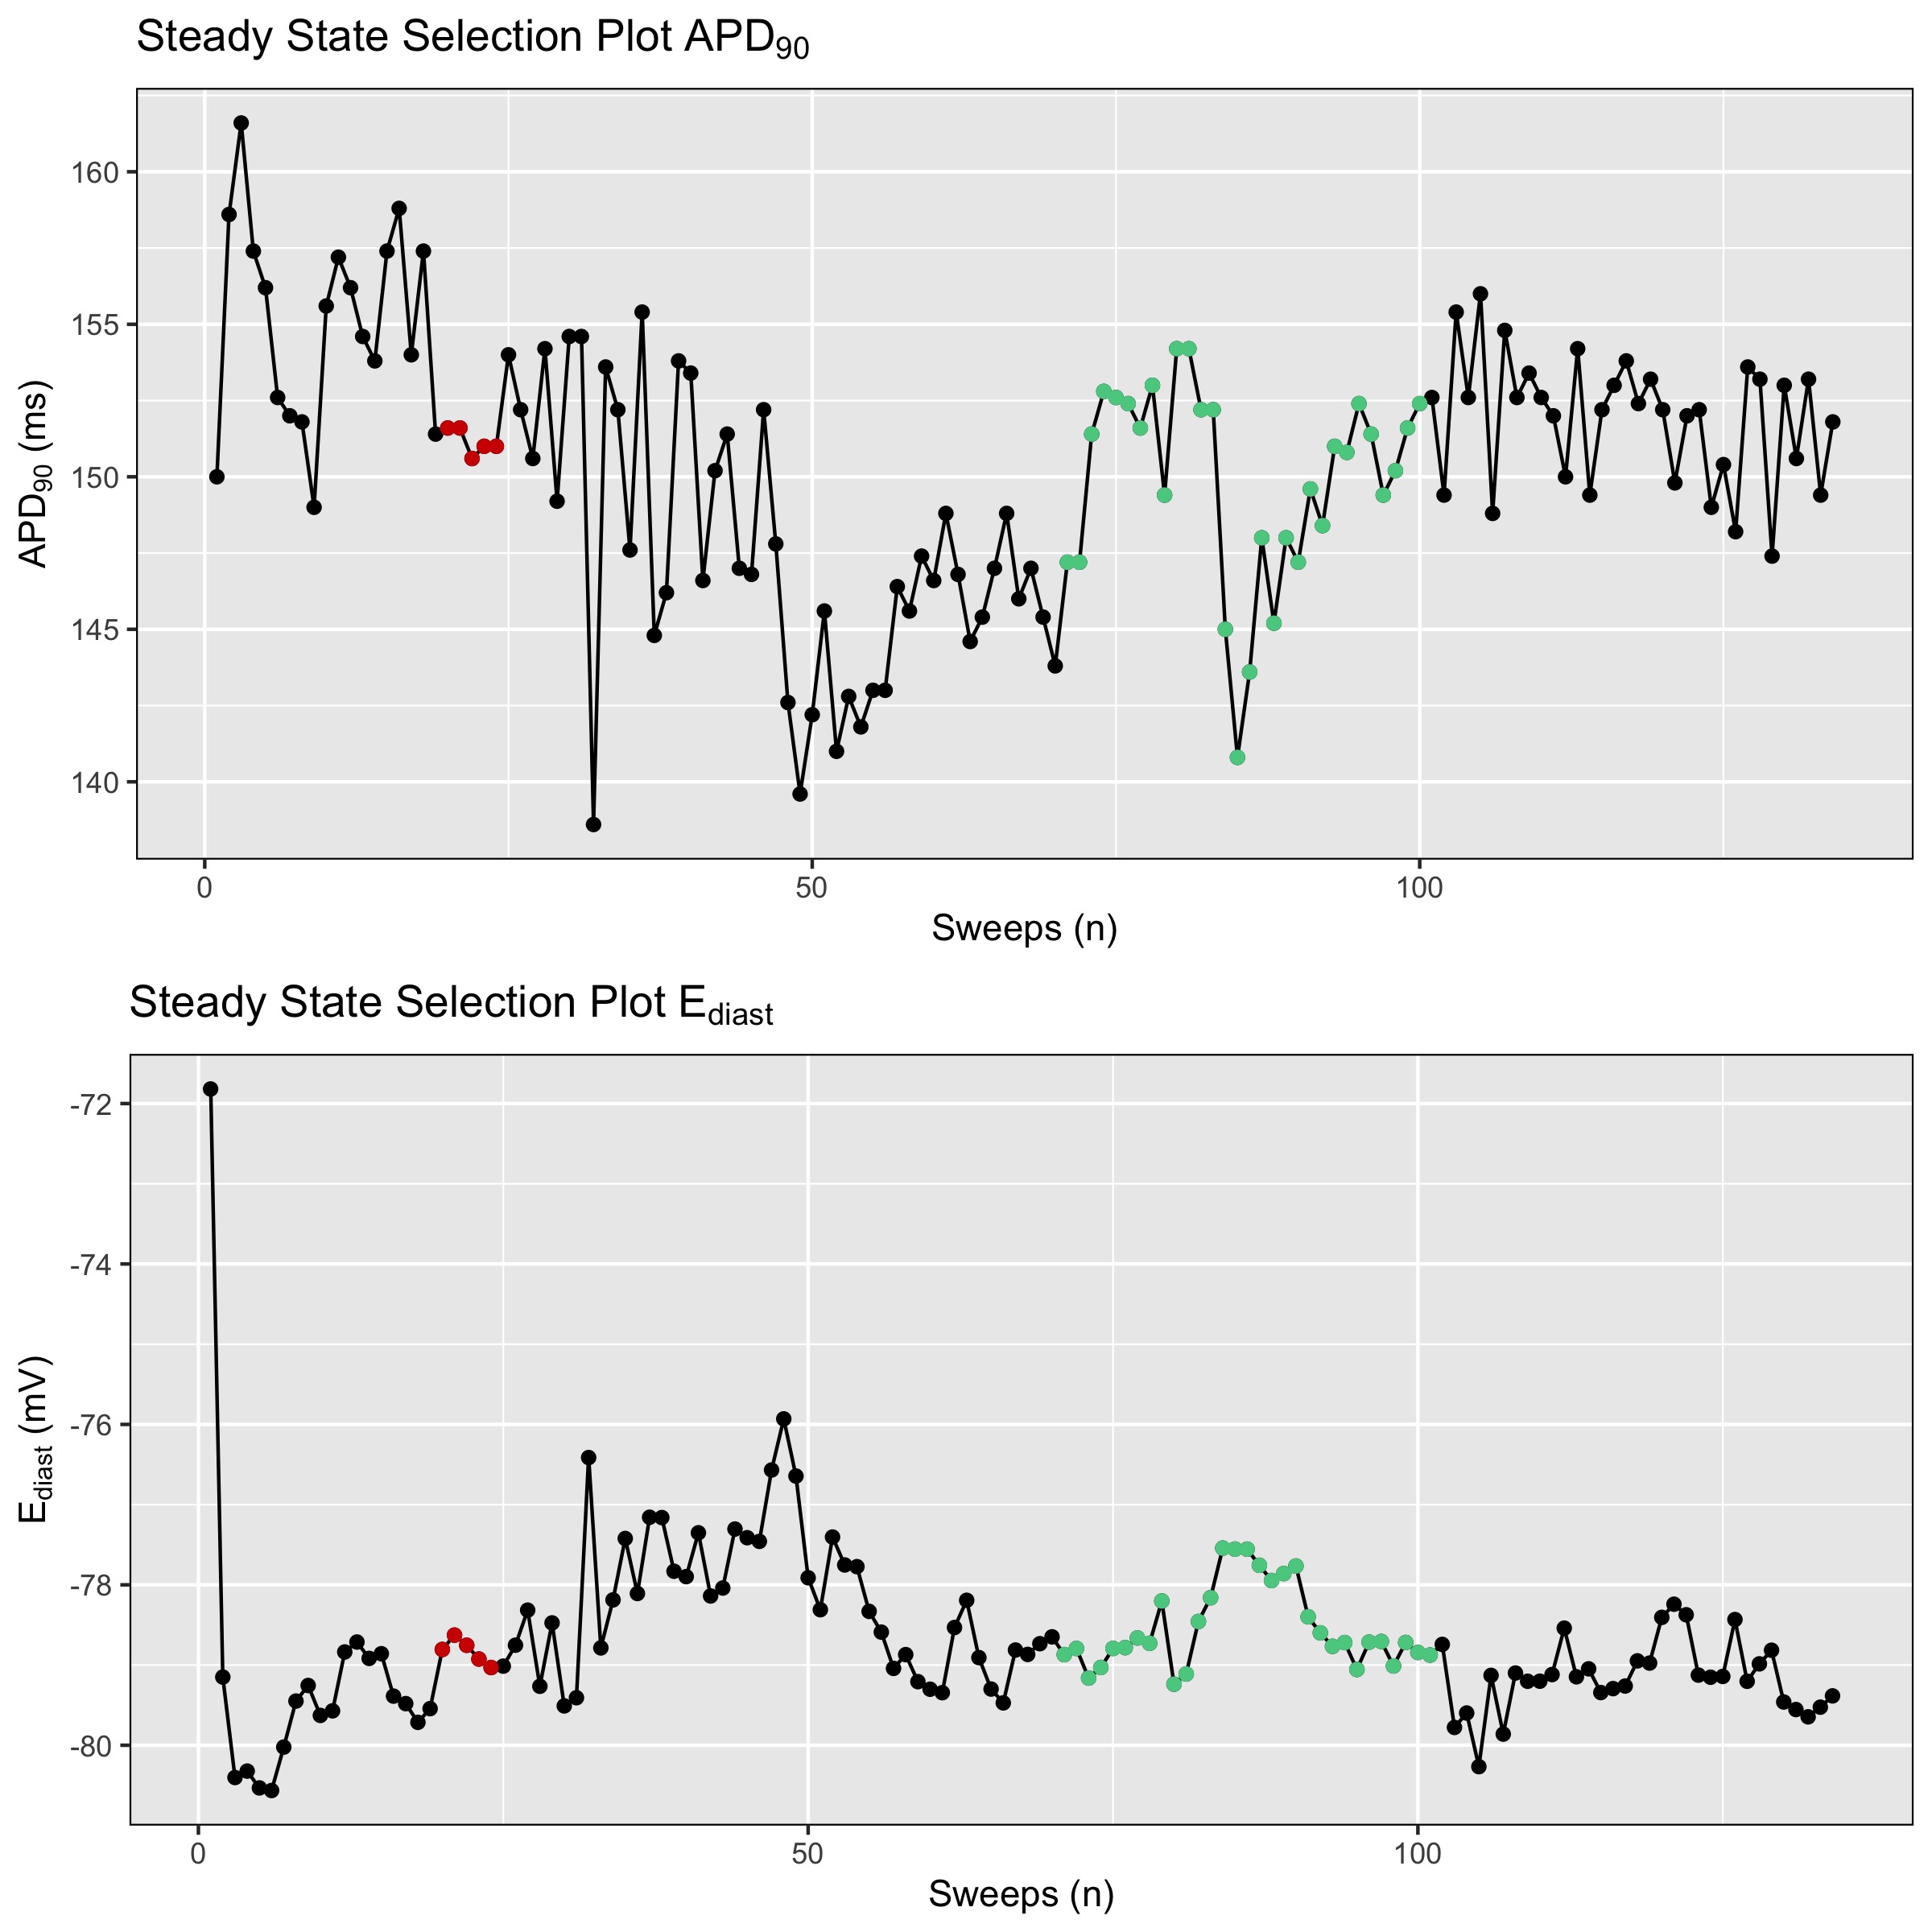 Steady State Selection Plot APD90
160
155
150
145
140
APD90 (ms)
0 50 100
Sweeps (n)
Steady State Selection Plot Ediast
-72
-74
-76
-78
-80
Ediast (mV)
0 50 100
Sweeps (n)